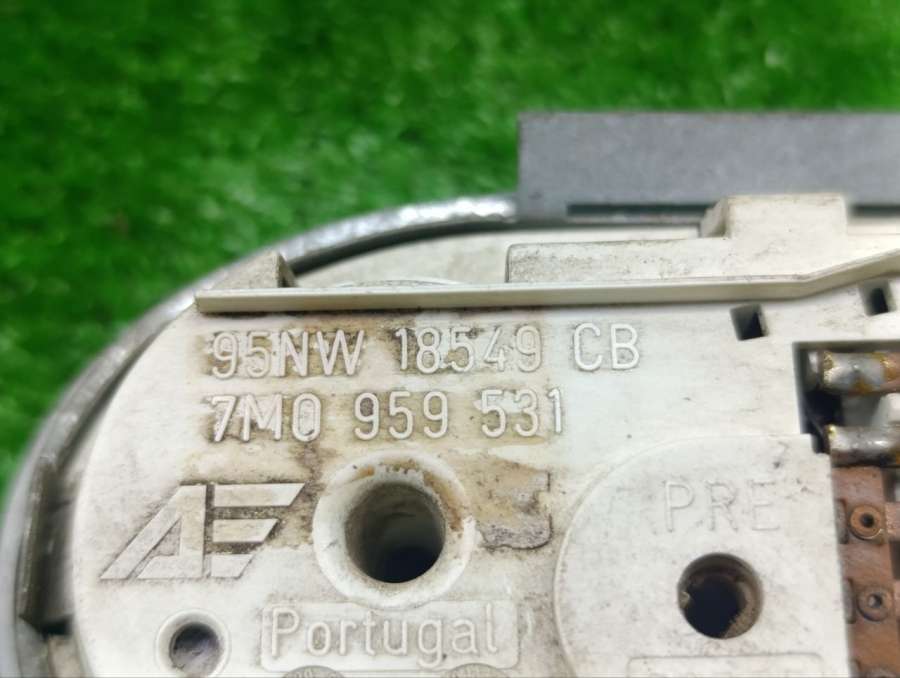 95NW 18549 CB
7M0 959 531
AE
PRE
Portugal